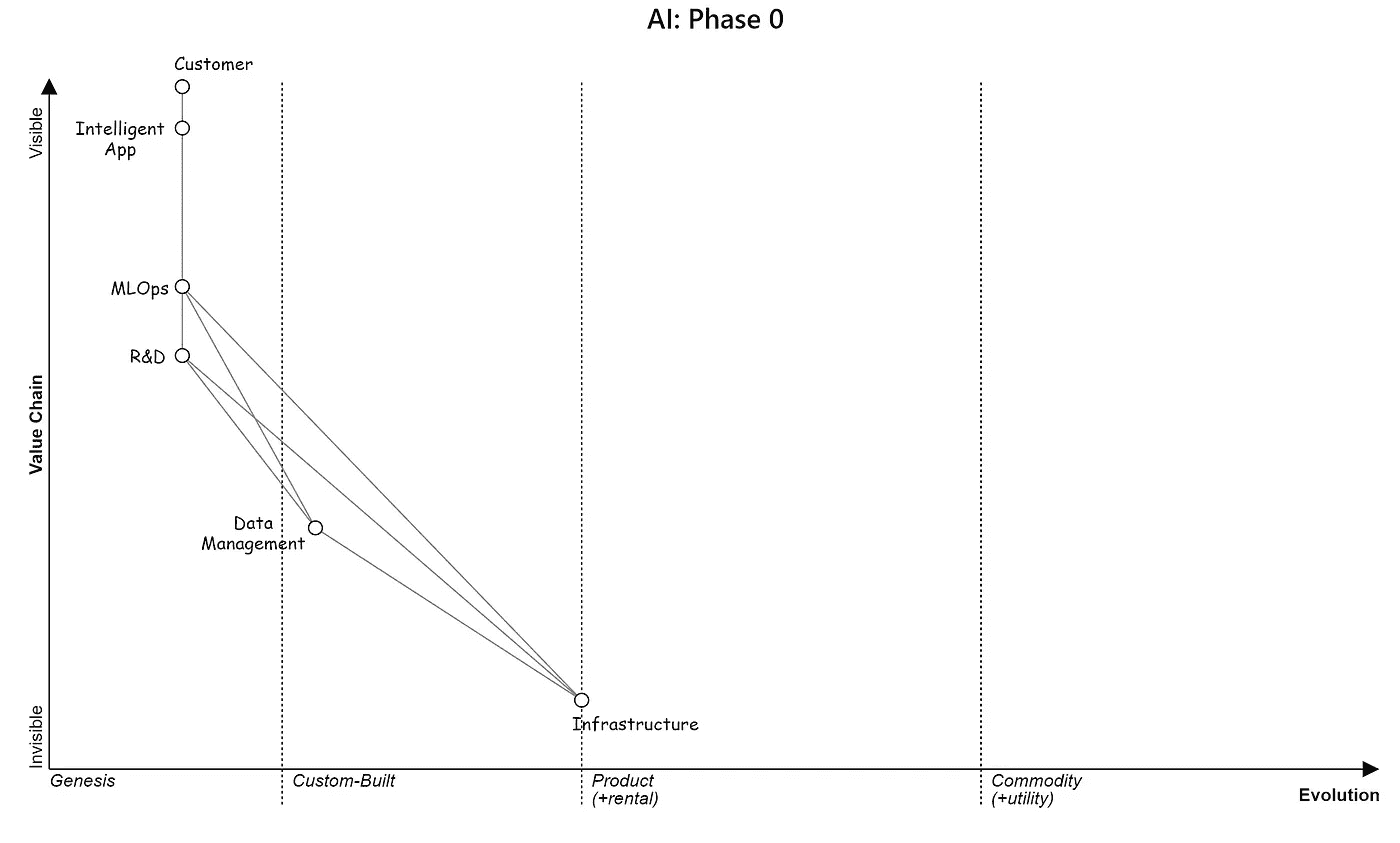 AI: Phase 0
Customer
Visible
Intelligent
App
MLOps
R&D
Value Chain
Data
Management
Infrastructure
Invisible
Genesis
Custom-Built
Product
(+rental)
Commodity
(+utility)
Evolution